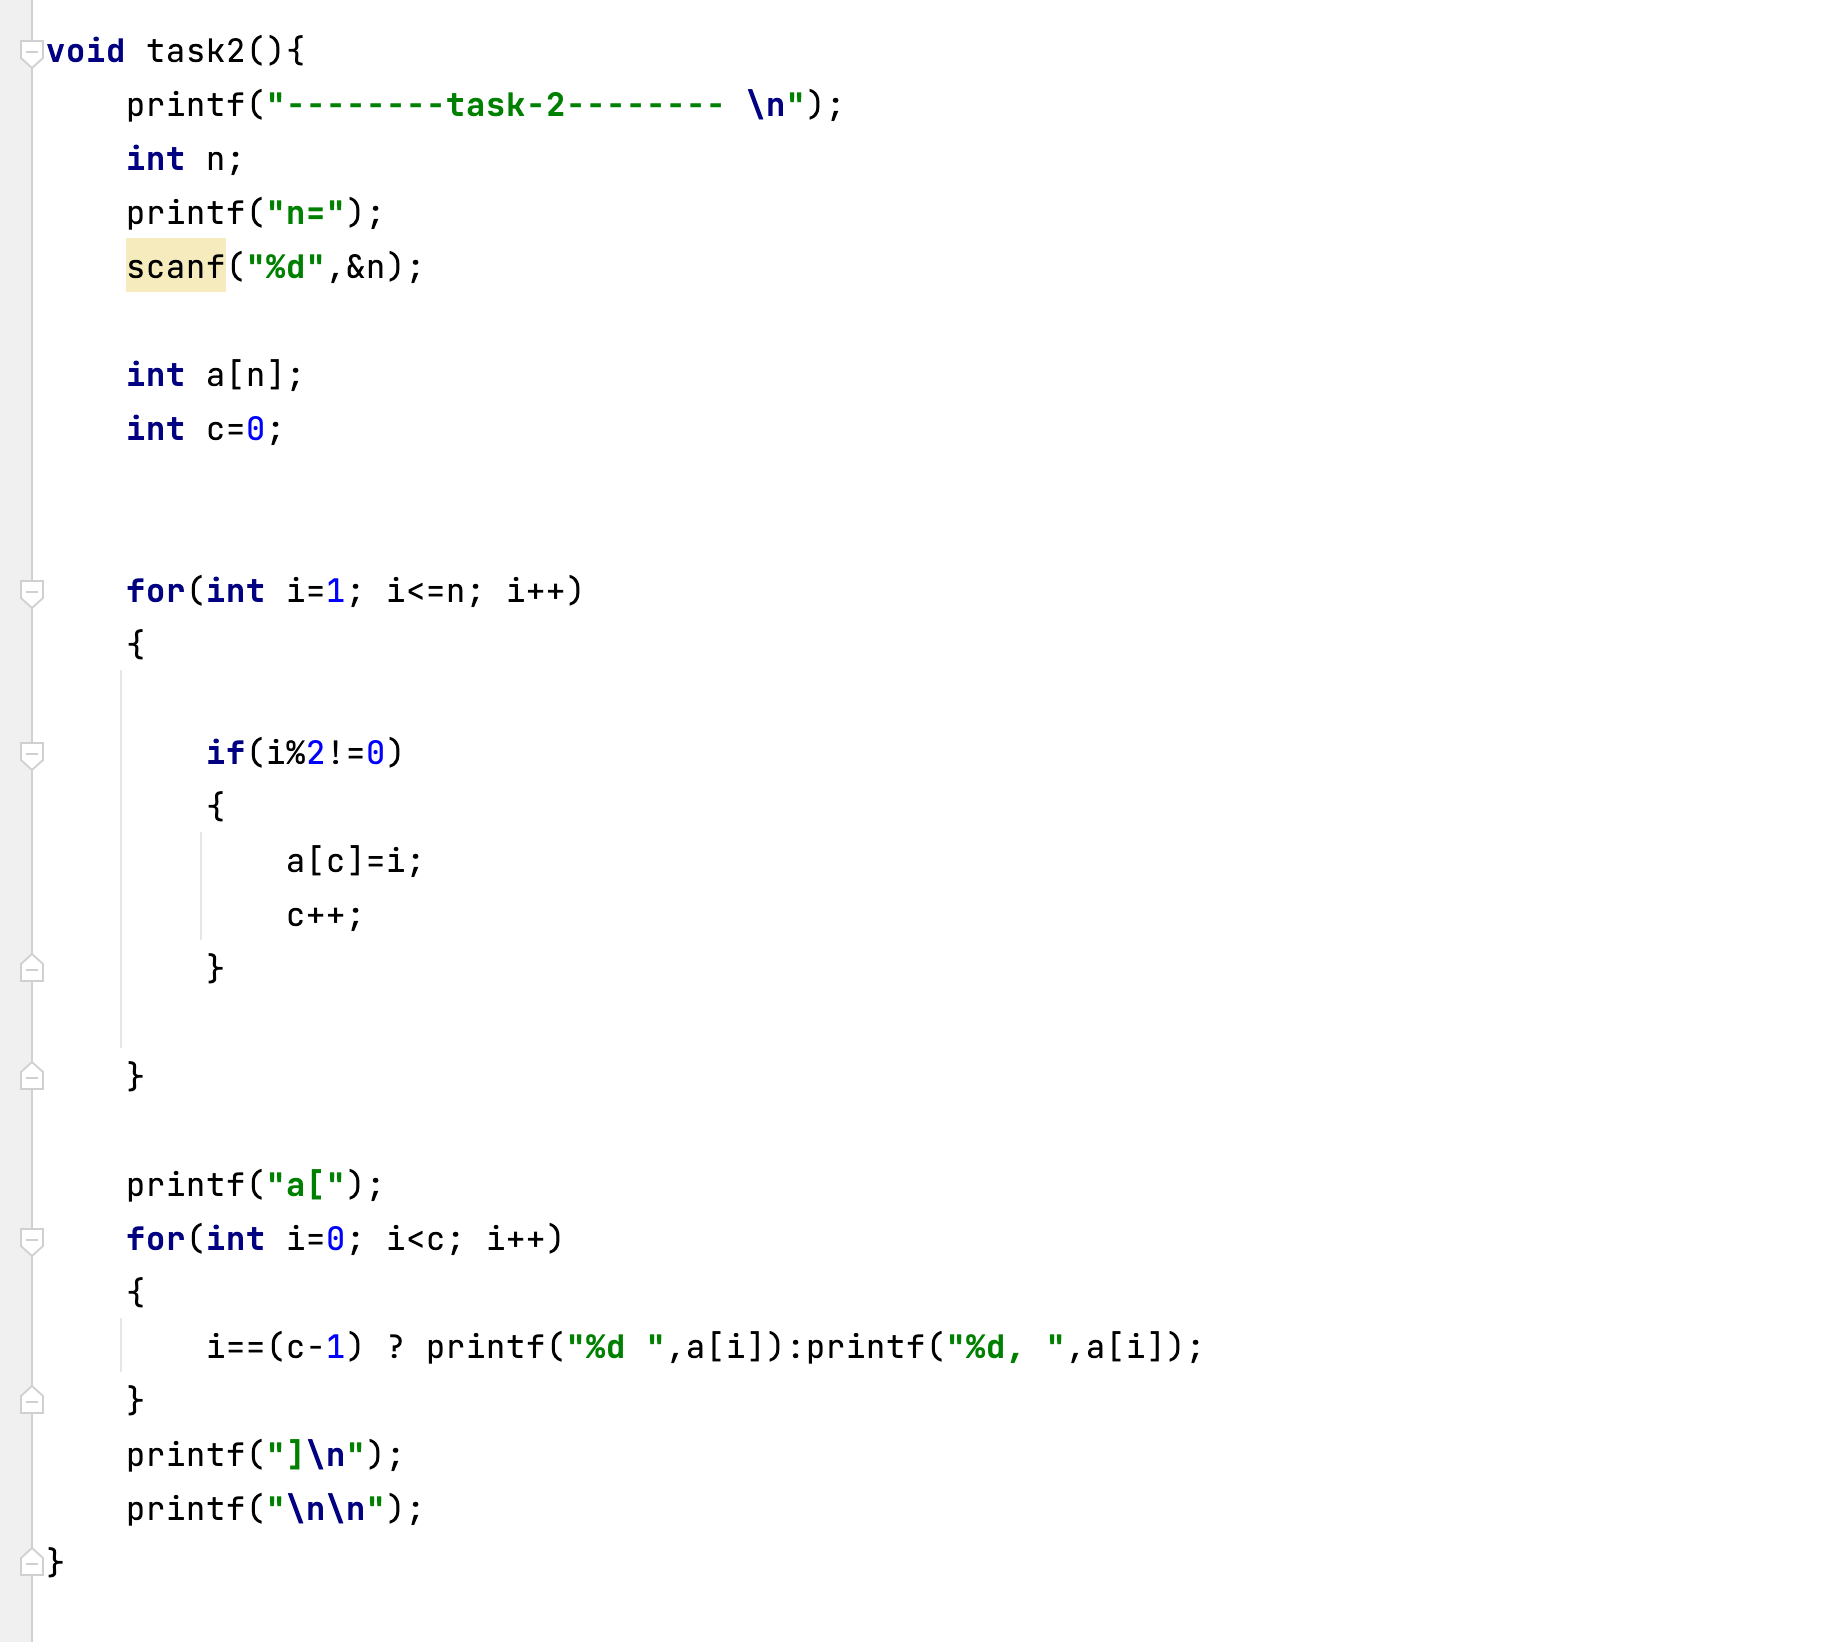 void task2(){
    printf("--------task-2-------- \n");
    int n;
    printf("n=");
    scanf("%d",&n);
    int a[n];
    int c=0;
    for(int i=1; i<=n; i++)
    {
        if(i%2!=0)
        {
            a[c]=i;
            c++;
        }
    }
    printf("a[");
    for(int i=0; i<c; i++)
    {
        i==(c-1) ? printf("%d ",a[i]):printf("%d, ",a[i]);
    }
    printf("]\n");
    printf("\n\n");
}